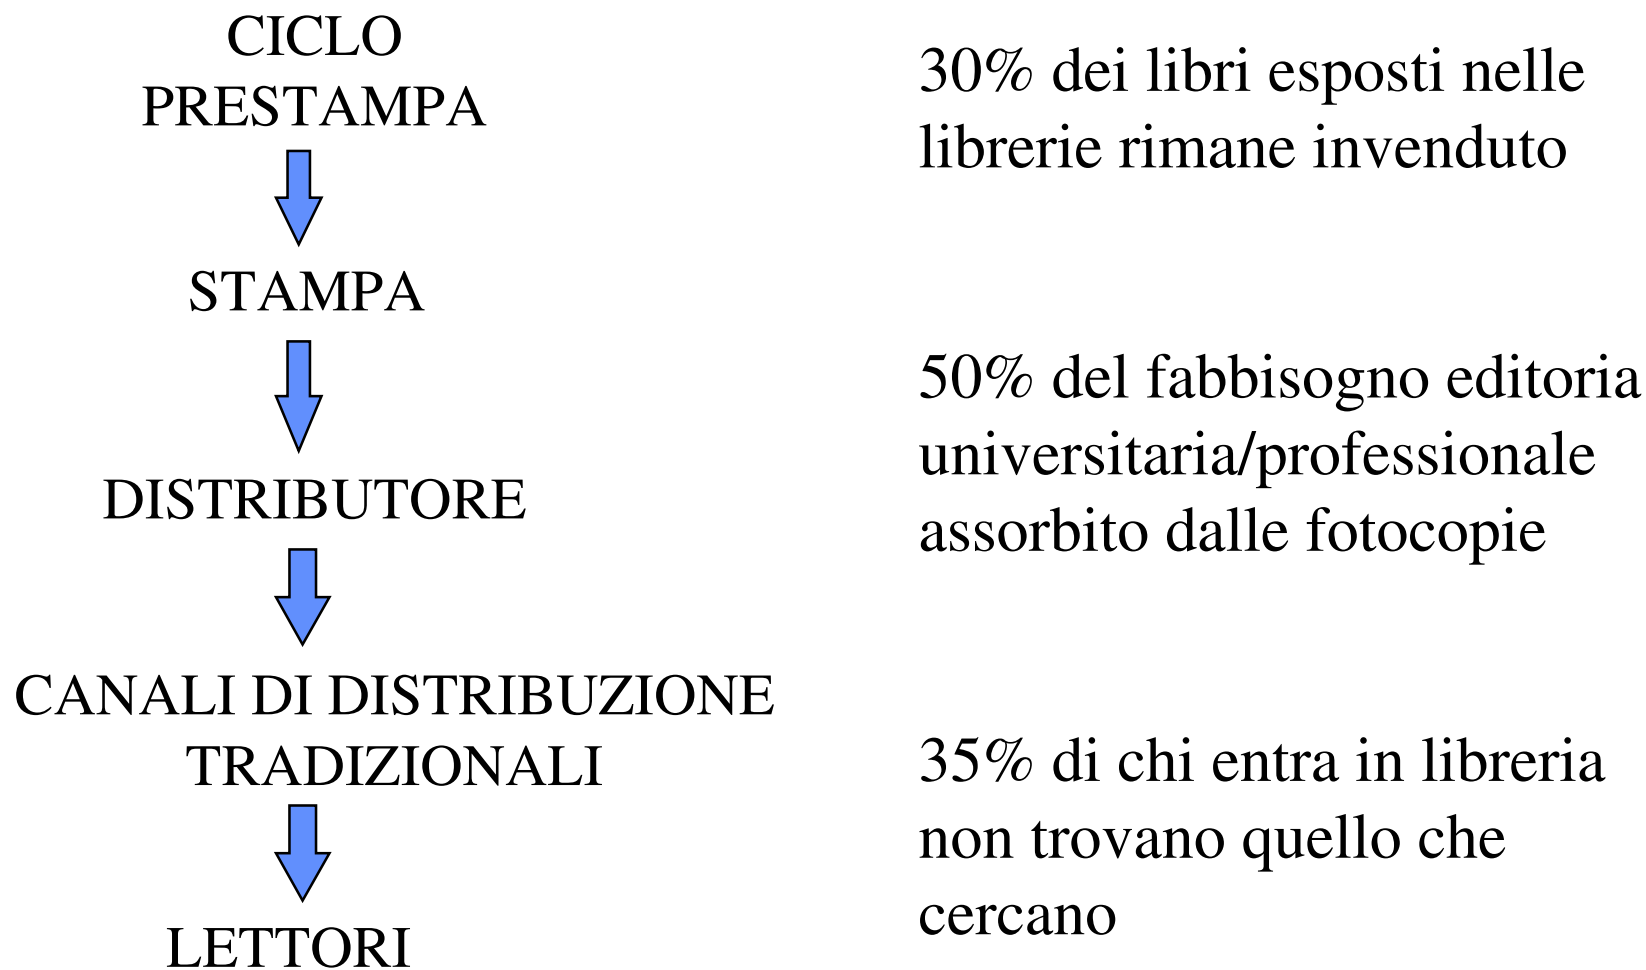 CICLO
PRESTAMPA
STAMPA
DISTRIBUTORE
CANALI DI DISTRIBUZIONE
TRADIZIONALI
LETTORI
30% dei libri esposti nelle
librerie rimane invenduto
50% del fabbisogno editoria
universitaria/professionale
assorbito dalle fotocopie
35% di chi entra in libreria
non trovano quello che
cercano